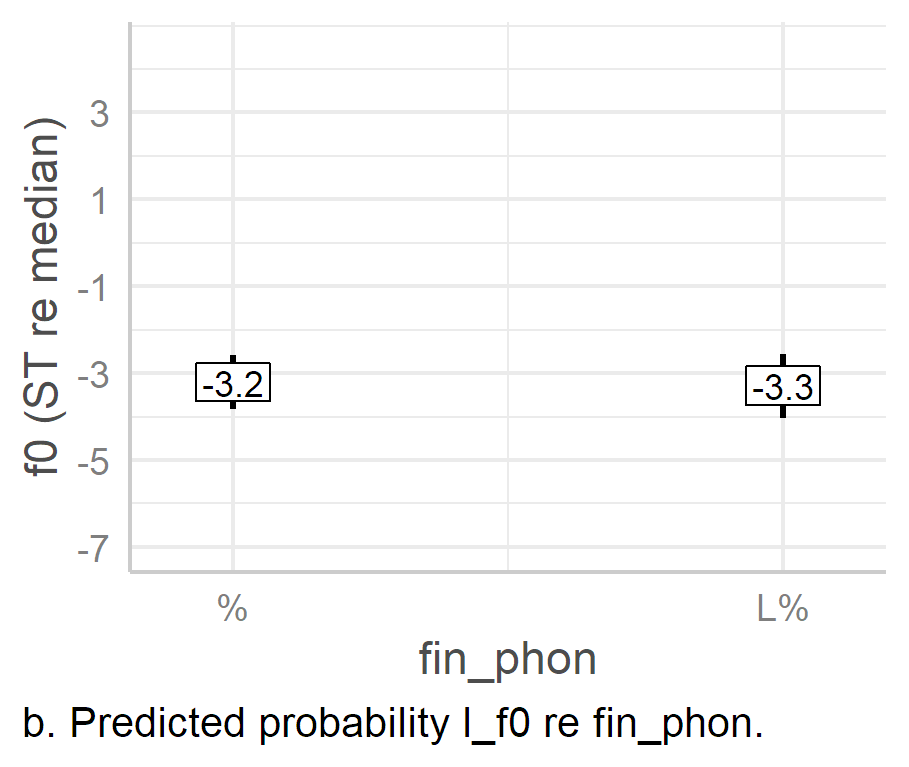 f0 (ST re median)
3
1
-1
-3
-5
-7
-3.2
-3.3
%
L%
fin_phon
b. Predicted probability l_f0 re fin_phon.